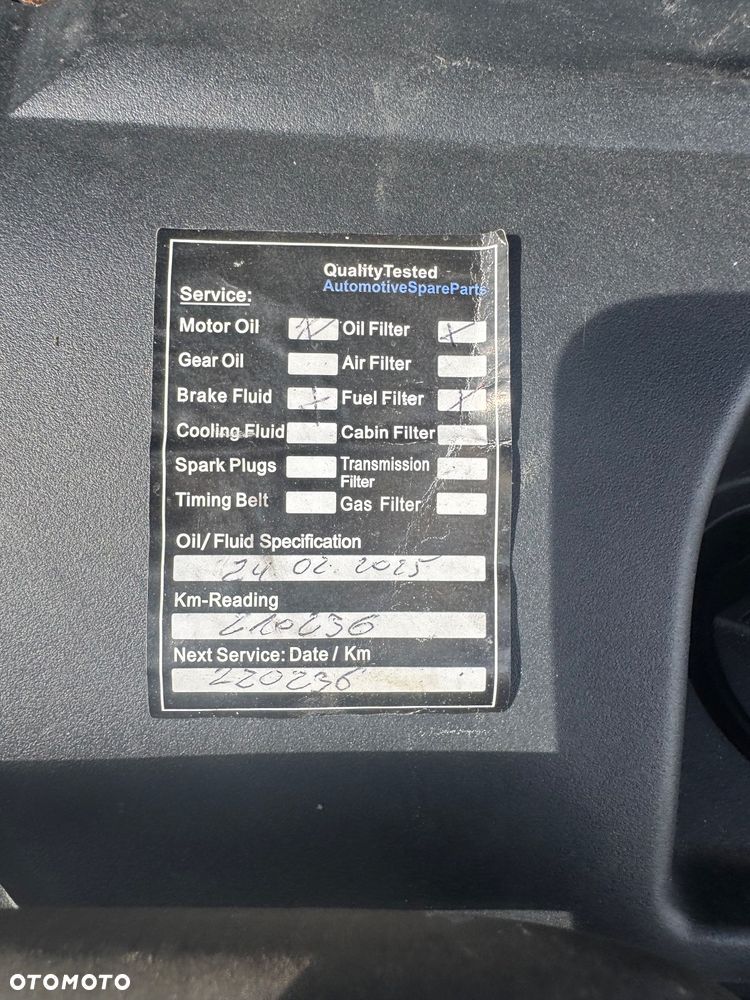 QualityTested
AutomotiveSpareParts
Service:
Motor Oil Oil Filter
Gear Oil Air Filter
Brake Fluid Fuel Filter
Cooling Fluid Cabin Filter
Spark Plugs Transmission Filter
Timing Belt Gas Filter
Oil/Fluid Specification
24 02. 2025
Km-Reading
210236
Next Service: Date / Km
220236
OTOMOTO